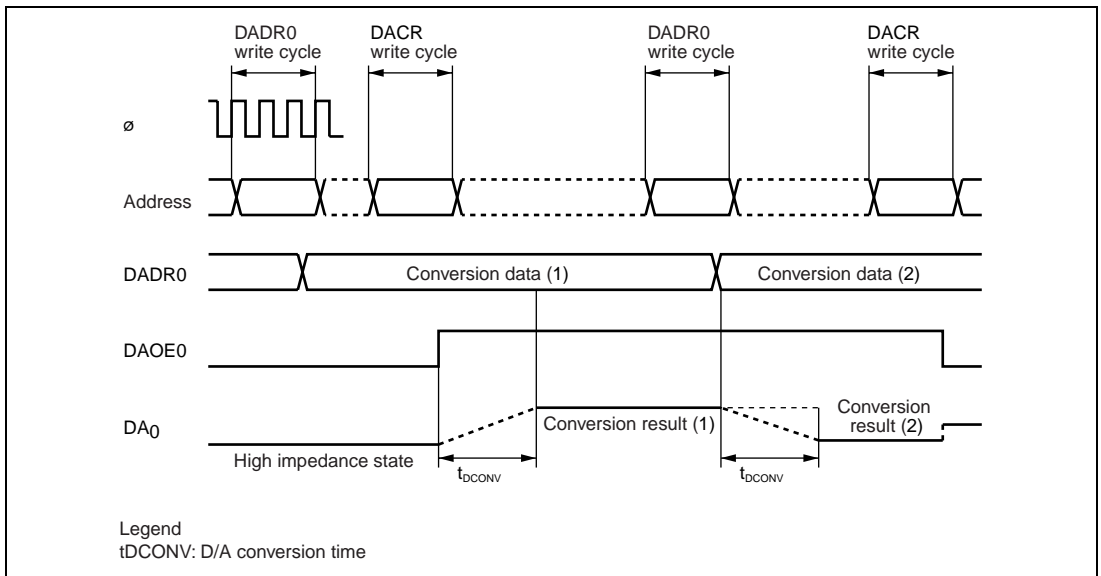 DADR0
write cycle
DACR
write cycle
DADR0
write cycle
DACR
write cycle
ø
Address
DADR0
Conversion data (1)
Conversion data (2)
DAOE0
DA0
Conversion result (1)
Conversion
result (2)
High impedance state
tDCONV
tDCONV
Legend
tDCONV: D/A conversion time